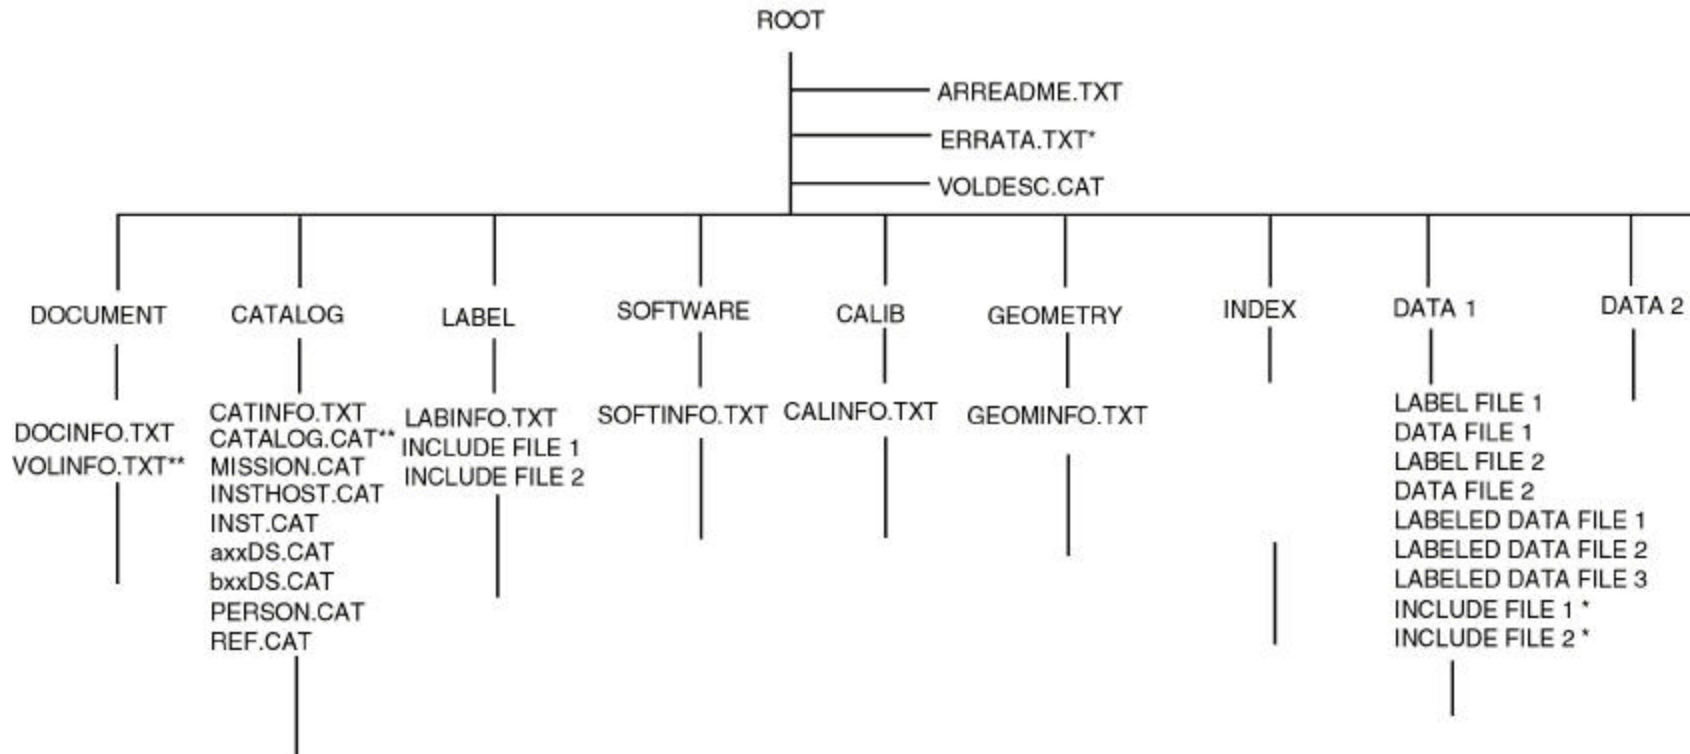 ROOT
ARREADME.TXT
ERRATA.TXT*
VOLDESC.CAT
DOCUMENT
CATALOG
LABEL
SOFTWARE
CALIB
GEOMETRY
INDEX
DATA 1
DATA 2
DOCINFO.TXT
VOLINFO.TXT**
CATINFO.TXT
CATALOG.CAT**
MISSION.CAT
INSTHOST.CAT
INST.CAT
axxDS.CAT
bxxDS.CAT
PERSON.CAT
REF.CAT
LABINFO.TXT
INCLUDE FILE 1
INCLUDE FILE 2
SOFTINFO.TXT
CALINFO.TXT
GEOMINFO.TXT
LABEL FILE 1
DATA FILE 1
LABEL FILE 2
DATA FILE 2
LABELED DATA FILE 1
LABELED DATA FILE 2
LABELED DATA FILE 3
INCLUDE FILE 1 *
INCLUDE FILE 2 *